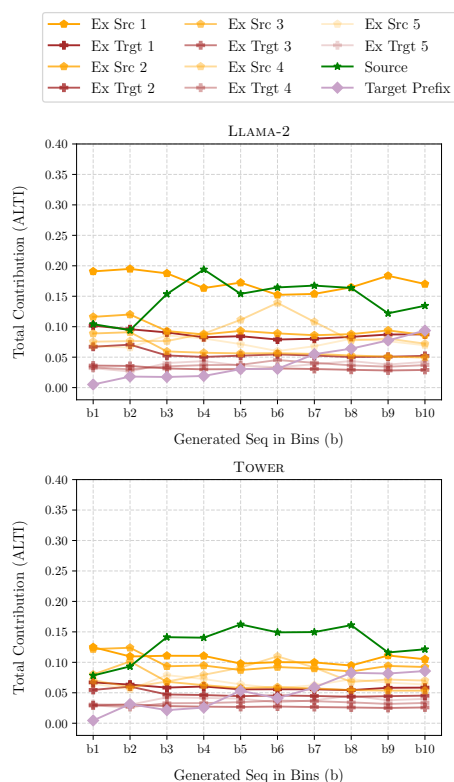 Ex Src 1 Ex Src 3 Ex Src 5
Ex Trgt 1 Ex Trgt 3 Ex Trgt 5
Ex Src 2 Ex Src 4 Source
Ex Trgt 2 Ex Trgt 4 Target Prefix
LLAMA-2
Total Contribution (ALTI)
0.40
0.35
0.30
0.25
0.20
0.15
0.10
0.05
0.00
b1 b2 b3 b4 b5 b6 b7 b8 b9 b10
Generated Seq in Bins (b)
TOWER
Total Contribution (ALTI)
0.40
0.35
0.30
0.25
0.20
0.15
0.10
0.05
0.00
b1 b2 b3 b4 b5 b6 b7 b8 b9 b10
Generated Seq in Bins (b)